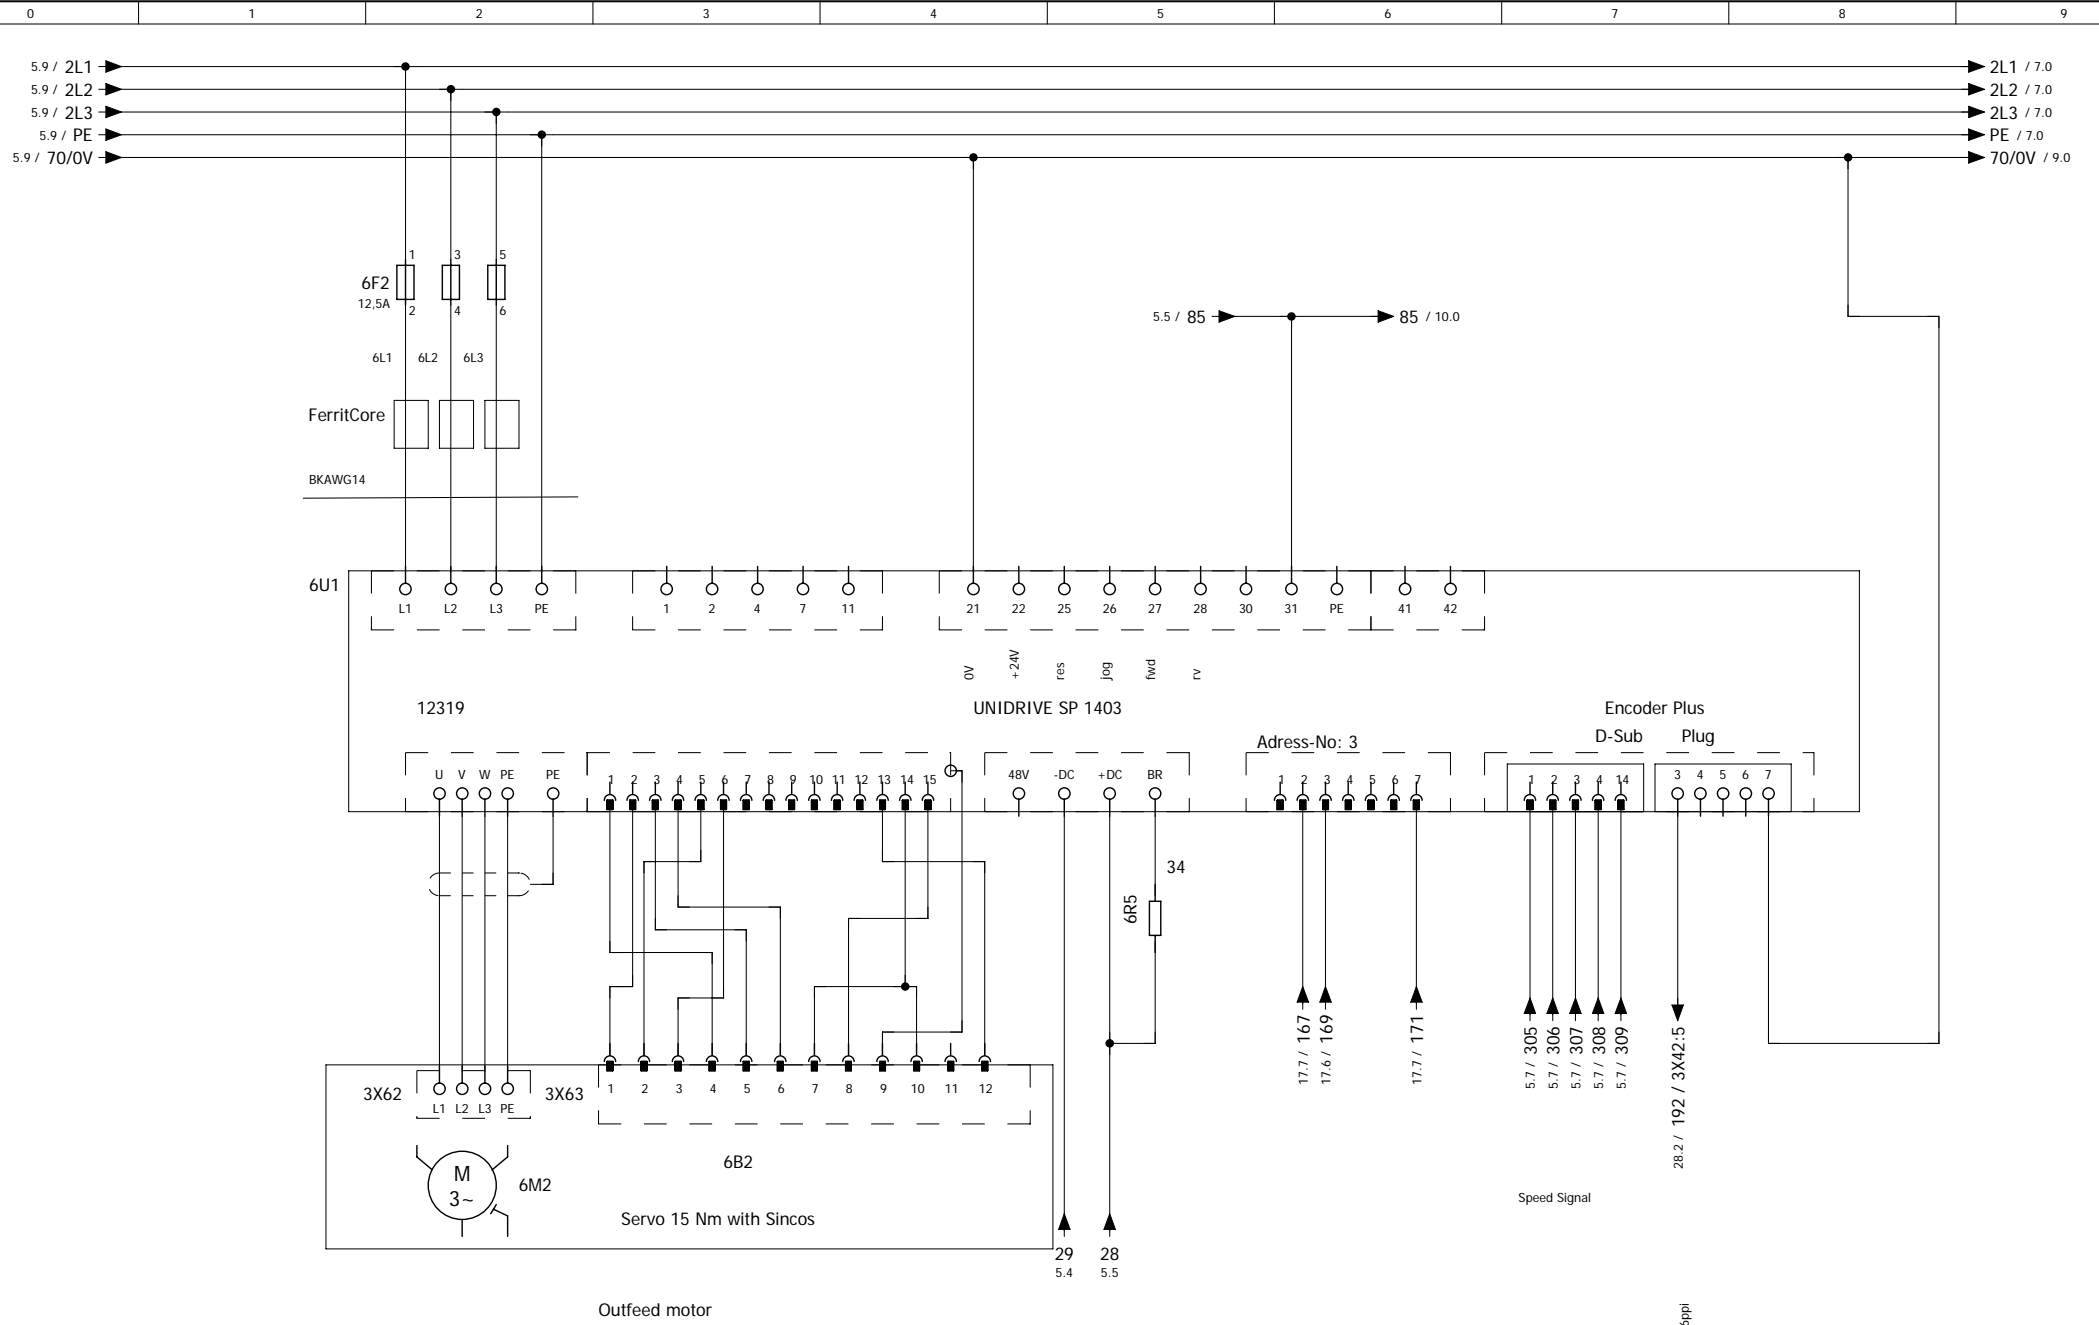 0 1 2 3 4 5 6 7 8 9
5.9 / 2L1 2L1 / 7.0
5.9 / 2L2 2L2 / 7.0
5.9 / 2L3 2L3 / 7.0
5.9 / PE PE / 7.0
5.9 / 70/0V 70/0V / 9.0
1 3 5
6F2
12,5A
2 4 6
5.5 / 85 85 / 10.0
6L1 6L2 6L3
FerritCore
BKAWG14
6U1
L1 L2 L3 PE 1 2 4 7 11 21 22 25 26 27 28 30 31 PE 41 42
0V +24V res jog fwd rv
12319 UNIDRIVE SP 1403 Encoder Plus
D-Sub Plug
Adress-No: 3
U V W PE PE 1 2 3 4 5 6 7 8 9 10 11 12 13 14 15 48V -DC +DC BR 1 2 3 4 5 6 7 1 2 3 4 14 3 4 5 6 7
34
6R5
17.7 / 167
17.6 / 169
17.7 / 171
5.7 / 305
5.7 / 306
5.7 / 307
5.7 / 308
5.7 / 309
28.2 / 192 / 3X42:5
3X62 L1 L2 L3 PE 3X63 1 2 3 4 5 6 7 8 9 10 11 12
6B2
M
3~
6M2
Speed Signal
Servo 15 Nm with Sincos
29 28
5.4 5.5
Outfeed motor